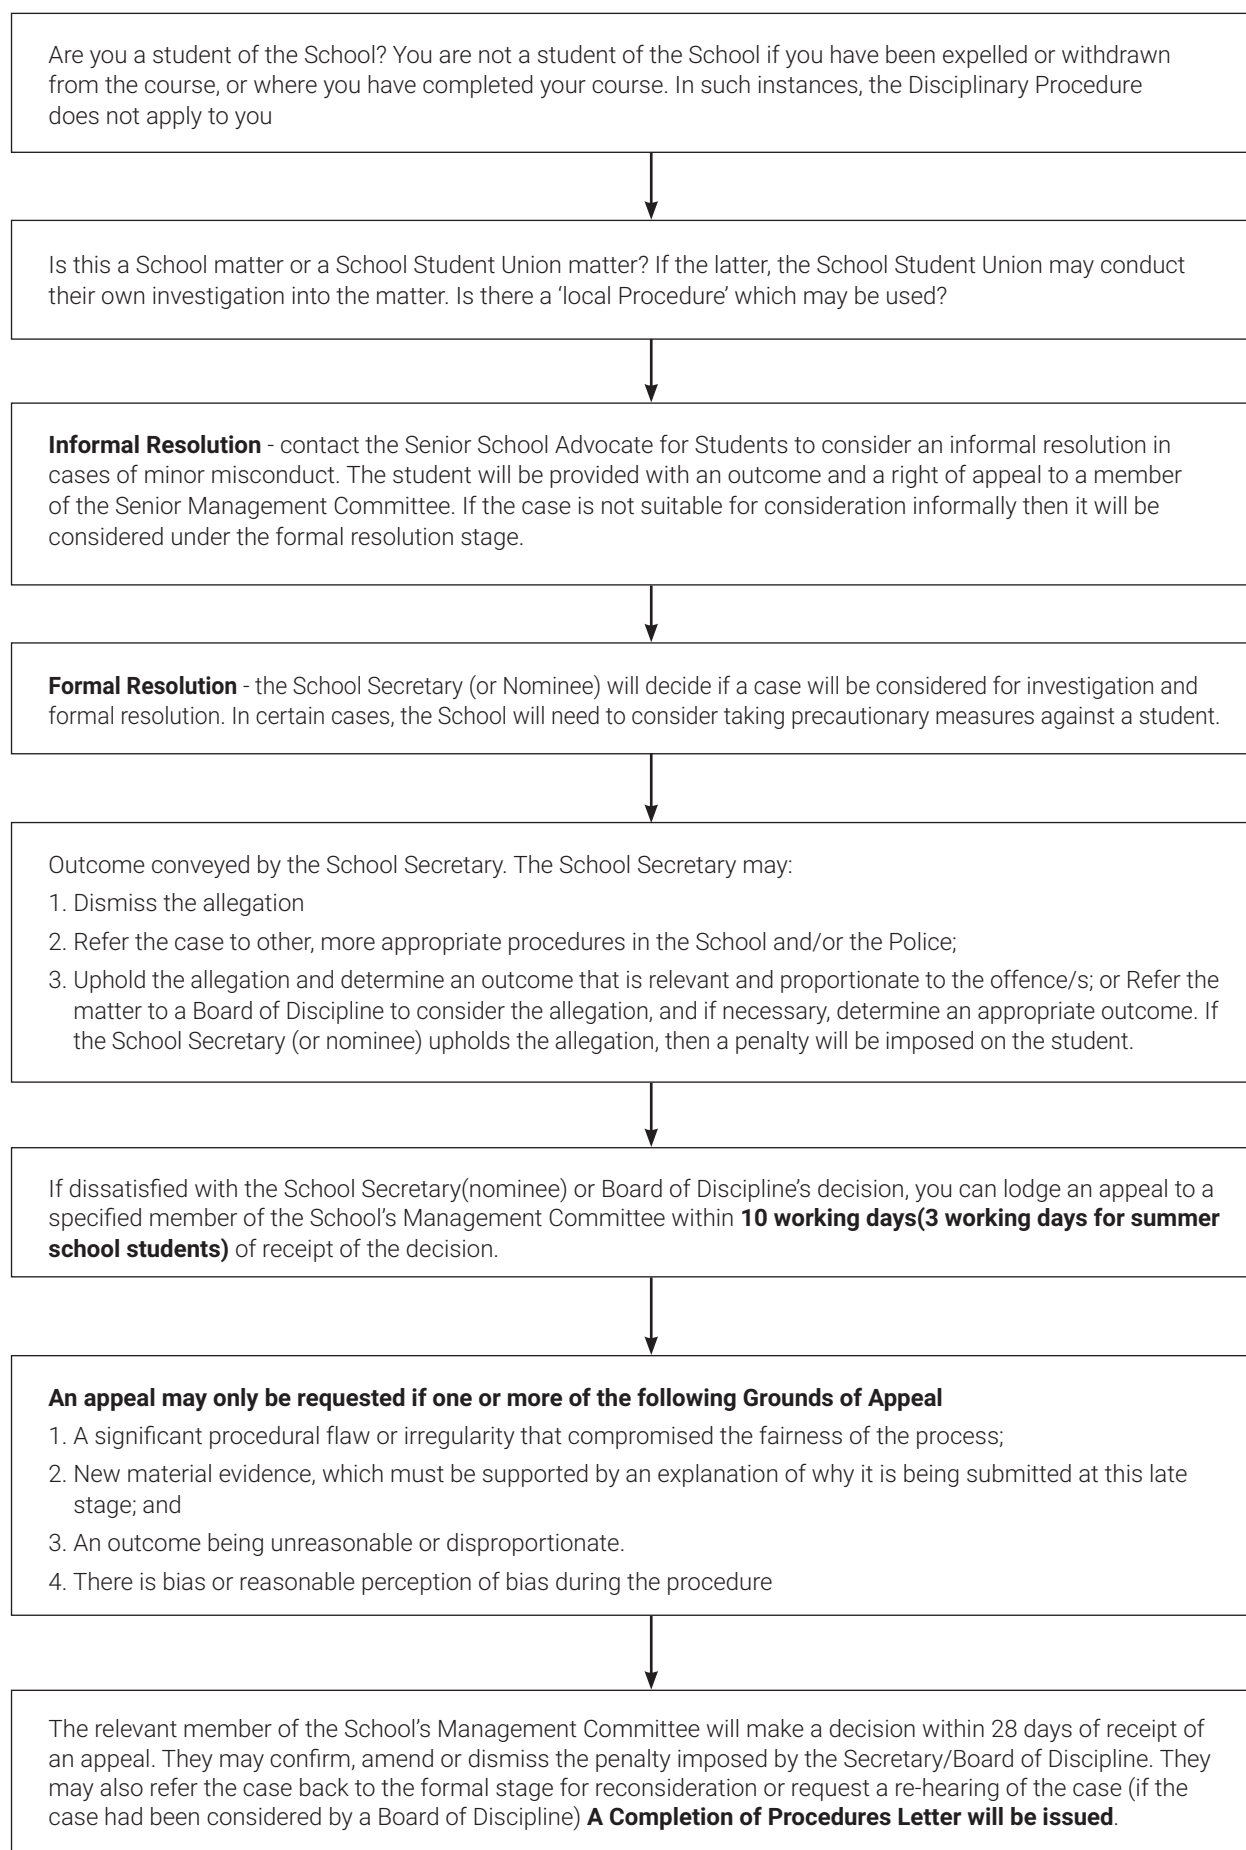 Are you a student of the School? You are not a student of the School if you have been expelled or withdrawn
from the course, or where you have completed your course. In such instances, the Disciplinary Procedure
does not apply to you
Is this a School matter or a School Student Union matter? If the latter, the School Student Union may conduct
their own investigation into the matter. Is there a ‘local Procedure’ which may be used?
Informal Resolution - contact the Senior School Advocate for Students to consider an informal resolution in
cases of minor misconduct. The student will be provided with an outcome and a right of appeal to a member
of the Senior Management Committee. If the case is not suitable for consideration informally then it will be
considered under the formal resolution stage.
Formal Resolution - the School Secretary (or Nominee) will decide if a case will be considered for investigation and
formal resolution. In certain cases, the School will need to consider taking precautionary measures against a student.
Outcome conveyed by the School Secretary. The School Secretary may:
1. Dismiss the allegation
2. Refer the case to other, more appropriate procedures in the School and/or the Police;
3. Uphold the allegation and determine an outcome that is relevant and proportionate to the offence/s; or Refer the
matter to a Board of Discipline to consider the allegation, and if necessary, determine an appropriate outcome. If
the School Secretary (or nominee) upholds the allegation, then a penalty will be imposed on the student.
If dissatisfied with the School Secretary(nominee) or Board of Discipline’s decision, you can lodge an appeal to a
specified member of the School’s Management Committee within 10 working days(3 working days for summer
school students) of receipt of the decision.
An appeal may only be requested if one or more of the following Grounds of Appeal
1. A significant procedural flaw or irregularity that compromised the fairness of the process;
2. New material evidence, which must be supported by an explanation of why it is being submitted at this late
stage; and
3. An outcome being unreasonable or disproportionate.
4. There is bias or reasonable perception of bias during the procedure
The relevant member of the School’s Management Committee will make a decision within 28 days of receipt of
an appeal. They may confirm, amend or dismiss the penalty imposed by the Secretary/Board of Discipline. They
may also refer the case back to the formal stage for reconsideration or request a re-hearing of the case (if the
case had been considered by a Board of Discipline) A Completion of Procedures Letter will be issued.